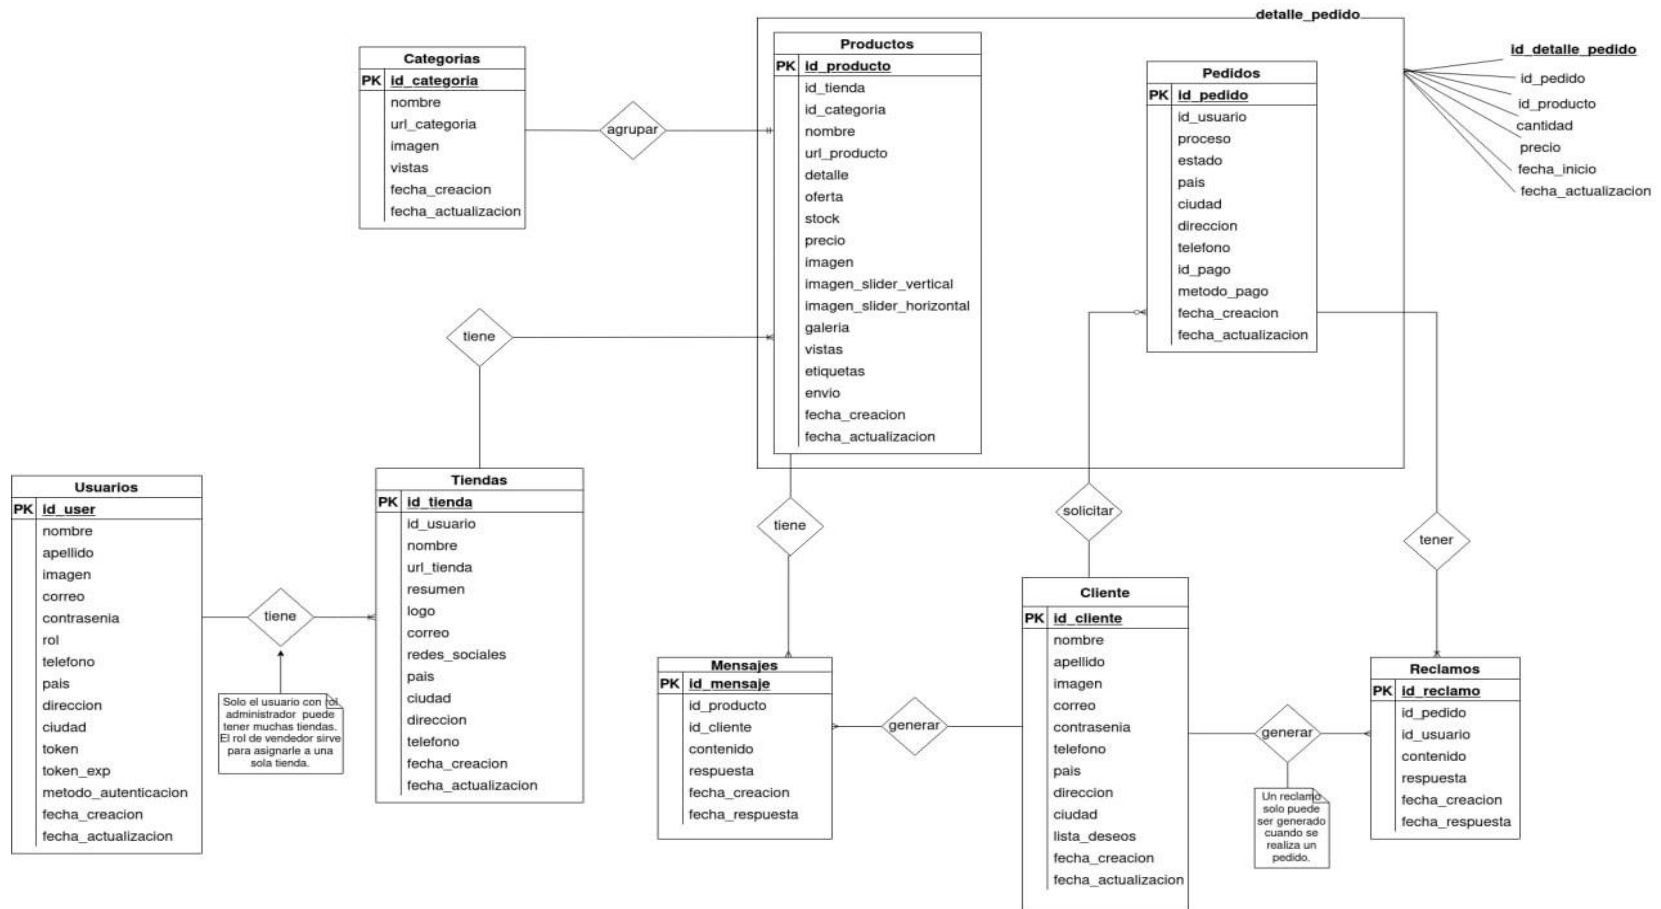 detalle_pedido
id_detalle_pedido
id_pedido
id_producto
cantidad
precio
fecha_inicio
fecha_actualizacion
Categorias
PK id_categoria
nombre
url_categoria
imagen
vistas
fecha_creacion
fecha_actualizacion
agrupar
Productos
PK id_producto
id_tienda
id_categoria
nombre
url_producto
detalle
oferta
stock
precio
imagen
imagen_slider_vertical
imagen_slider_horizontal
galeria
vistas
etiquetas
envio
fecha_creacion
fecha_actualizacion
Pedidos
PK id_pedido
id_usuario
proceso
estado
pais
ciudad
direccion
telefono
id_pago
metodo_pago
fecha_creacion
fecha_actualizacion
tiene
Usuarios
PK id_user
nombre
apellido
imagen
correo
contrasenia
rol
telefono
pais
direccion
ciudad
token
token_exp
metodo_autenticacion
fecha_creacion
fecha_actualizacion
tiene
Solo el usuario con rol
administrador puede
tener muchas tiendas.
El rol de vendedor sirve
para asignarle a una
sola tienda.
Tiendas
PK id_tienda
id_usuario
nombre
url_tienda
resumen
logo
correo
redes_sociales
pais
ciudad
direccion
telefono
fecha_creacion
fecha_actualizacion
tiene
solicitar
tener
Mensajes
PK id_mensaje
id_producto
id_cliente
contenido
respuesta
fecha_creacion
fecha_respuesta
generar
Cliente
PK id_cliente
nombre
apellido
imagen
correo
contrasenia
telefono
pais
direccion
ciudad
lista_deseos
fecha_creacion
fecha_actualizacion
generar
Un reclamo
solo puede
ser generado
cuando se
realiza un
pedido.
Reclamos
PK id_reclamo
id_pedido
id_usuario
contenido
respuesta
fecha_creacion
fecha_respuesta